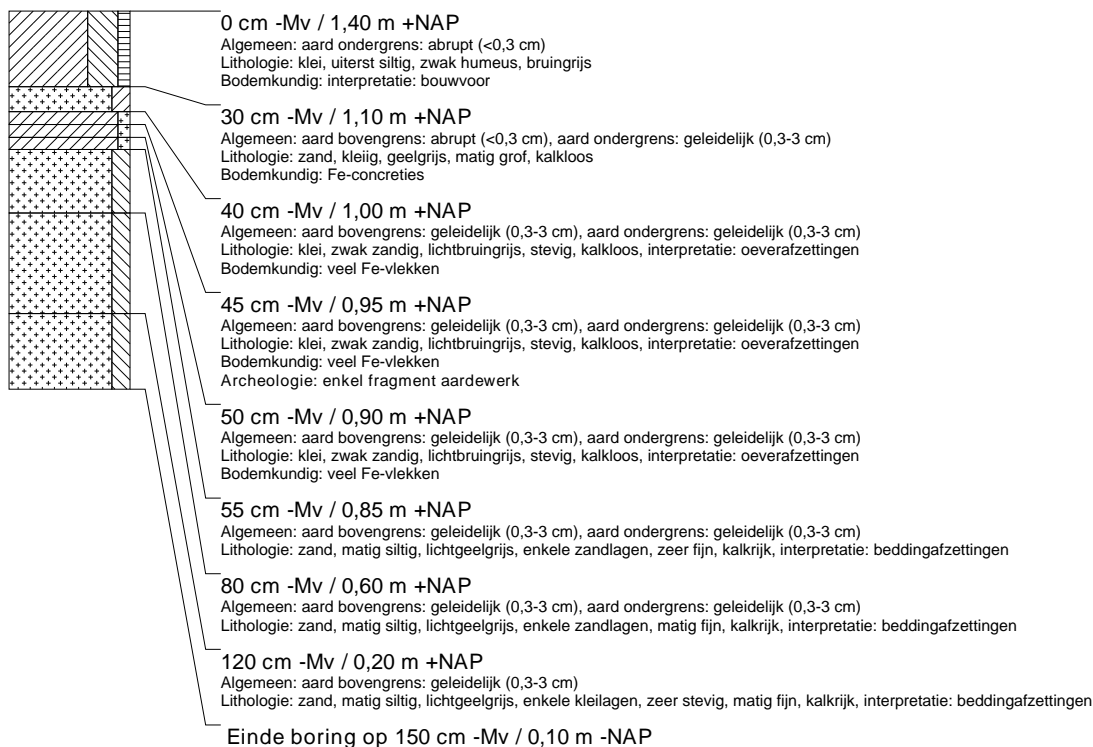 0 cm -Mv / 1,40 m +NAP
Algemeen: aard ondergrens: abrupt (<0,3 cm)
Lithologie: klei, uiterst siltig, zwak humeus, bruingrijs
Bodemkundig: interpretatie: bouwvoor
30 cm -Mv / 1,10 m +NAP
Algemeen: aard bovengrens: abrupt (<0,3 cm), aard ondergrens: geleidelijk (0,3-3 cm)
Lithologie: zand, kleiig, geelgrijs, matig grof, kalkloos
Bodemkundig: Fe-concreties
40 cm -Mv / 1,00 m +NAP
Algemeen: aard bovengrens: geleidelijk (0,3-3 cm), aard ondergrens: geleidelijk (0,3-3 cm)
Lithologie: klei, zwak zandig, lichtbruingrijs, stevig, kalkloos, interpretatie: oeverafzettingen
Bodemkundig: veel Fe-vlekken
45 cm -Mv / 0,95 m +NAP
Algemeen: aard bovengrens: geleidelijk (0,3-3 cm), aard ondergrens: geleidelijk (0,3-3 cm)
Lithologie: klei, zwak zandig, lichtbruingrijs, stevig, kalkloos, interpretatie: oeverafzettingen
Bodemkundig: veel Fe-vlekken
Archeologie: enkel fragment aardewerk
50 cm -Mv / 0,90 m +NAP
Algemeen: aard bovengrens: geleidelijk (0,3-3 cm), aard ondergrens: geleidelijk (0,3-3 cm)
Lithologie: klei, zwak zandig, lichtbruingrijs, stevig, kalkloos, interpretatie: oeverafzettingen
Bodemkundig: veel Fe-vlekken
55 cm -Mv / 0,85 m +NAP
Algemeen: aard bovengrens: geleidelijk (0,3-3 cm), aard ondergrens: geleidelijk (0,3-3 cm)
Lithologie: zand, matig siltig, lichtgeelgrijs, enkele zandlagen, zeer fijn, kalkrijk, interpretatie: beddingafzettingen
80 cm -Mv / 0,60 m +NAP
Algemeen: aard bovengrens: geleidelijk (0,3-3 cm), aard ondergrens: geleidelijk (0,3-3 cm)
Lithologie: zand, matig siltig, lichtgeelgrijs, enkele zandlagen, matig fijn, kalkrijk, interpretatie: beddingafzettingen
120 cm -Mv / 0,20 m +NAP
Algemeen: aard bovengrens: geleidelijk (0,3-3 cm)
Lithologie: zand, matig siltig, lichtgeelgrijs, enkele kleilagen, zeer stevig, matig fijn, kalkrijk, interpretatie: beddingafzettingen
Einde boring op 150 cm -Mv / 0,10 m -NAP